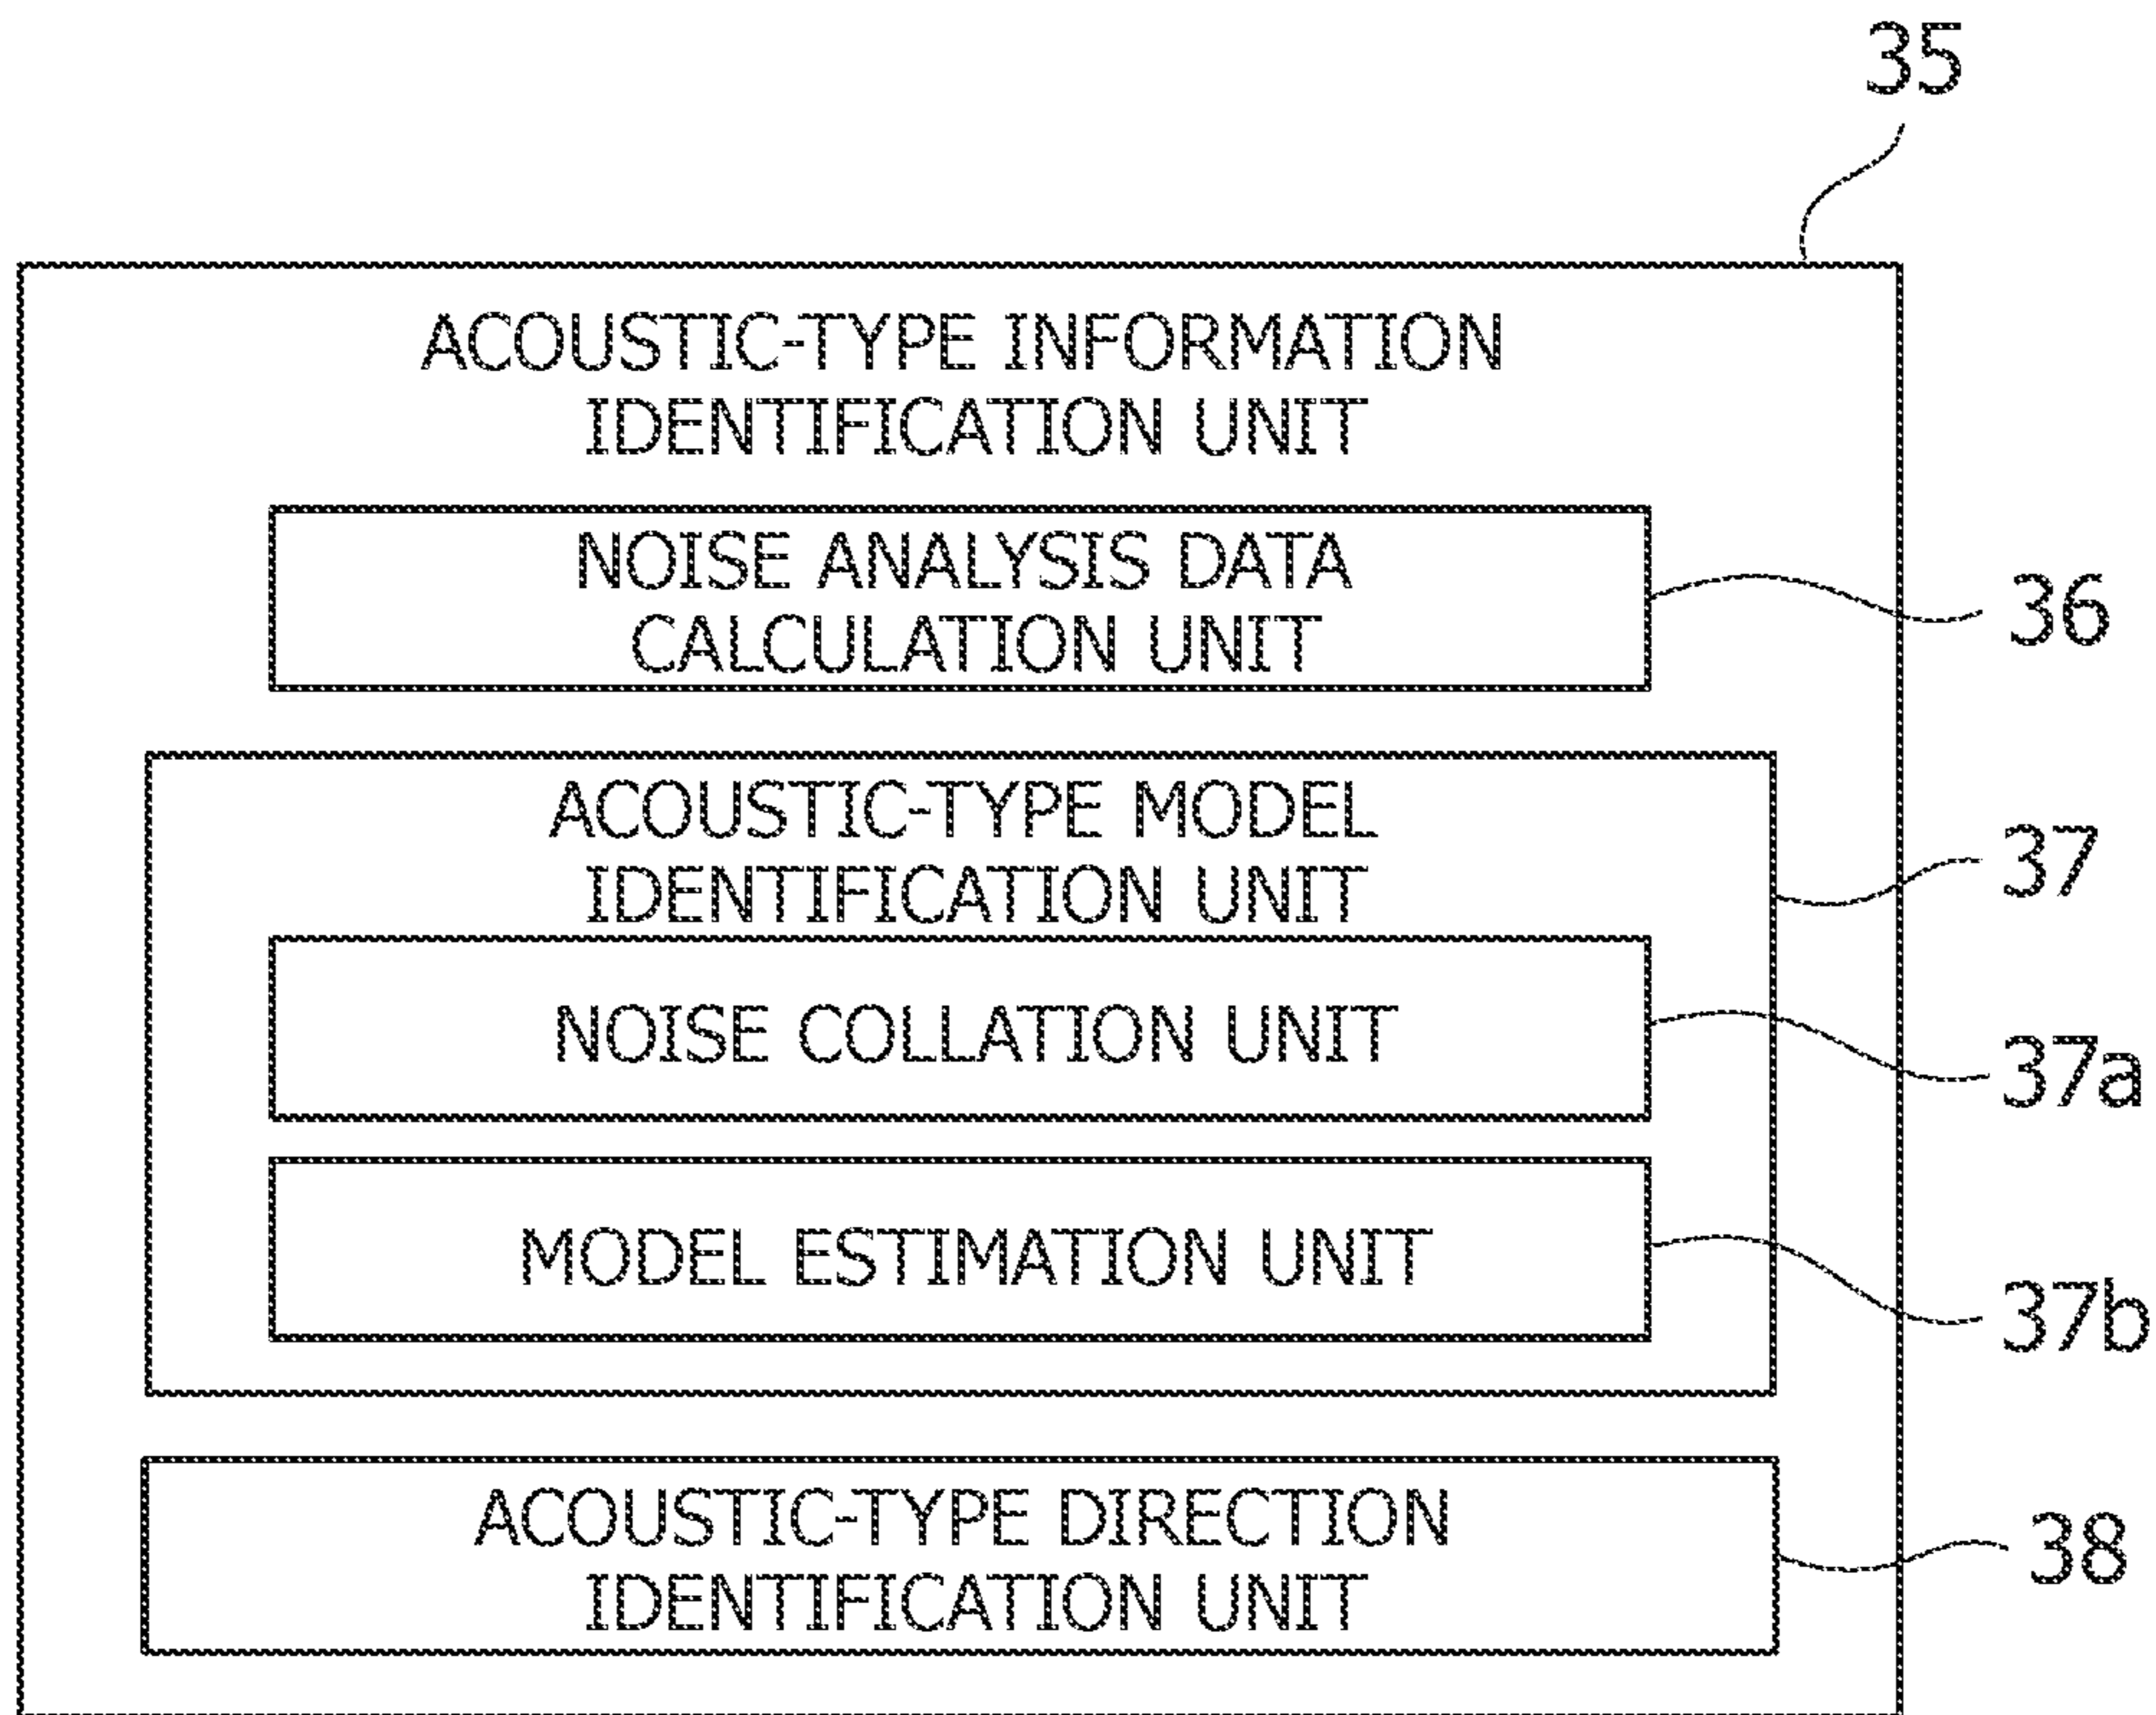 35
ACOUSTIC-TYPE INFORMATION
IDENTIFICATION UNIT
NOISE ANALYSIS DATA
CALCULATION UNIT
36
ACOUSTIC-TYPE MODEL
IDENTIFICATION UNIT
37
NOISE COLLATION UNIT
37a
MODEL ESTIMATION UNIT
37b
ACOUSTIC-TYPE DIRECTION
IDENTIFICATION UNIT
38